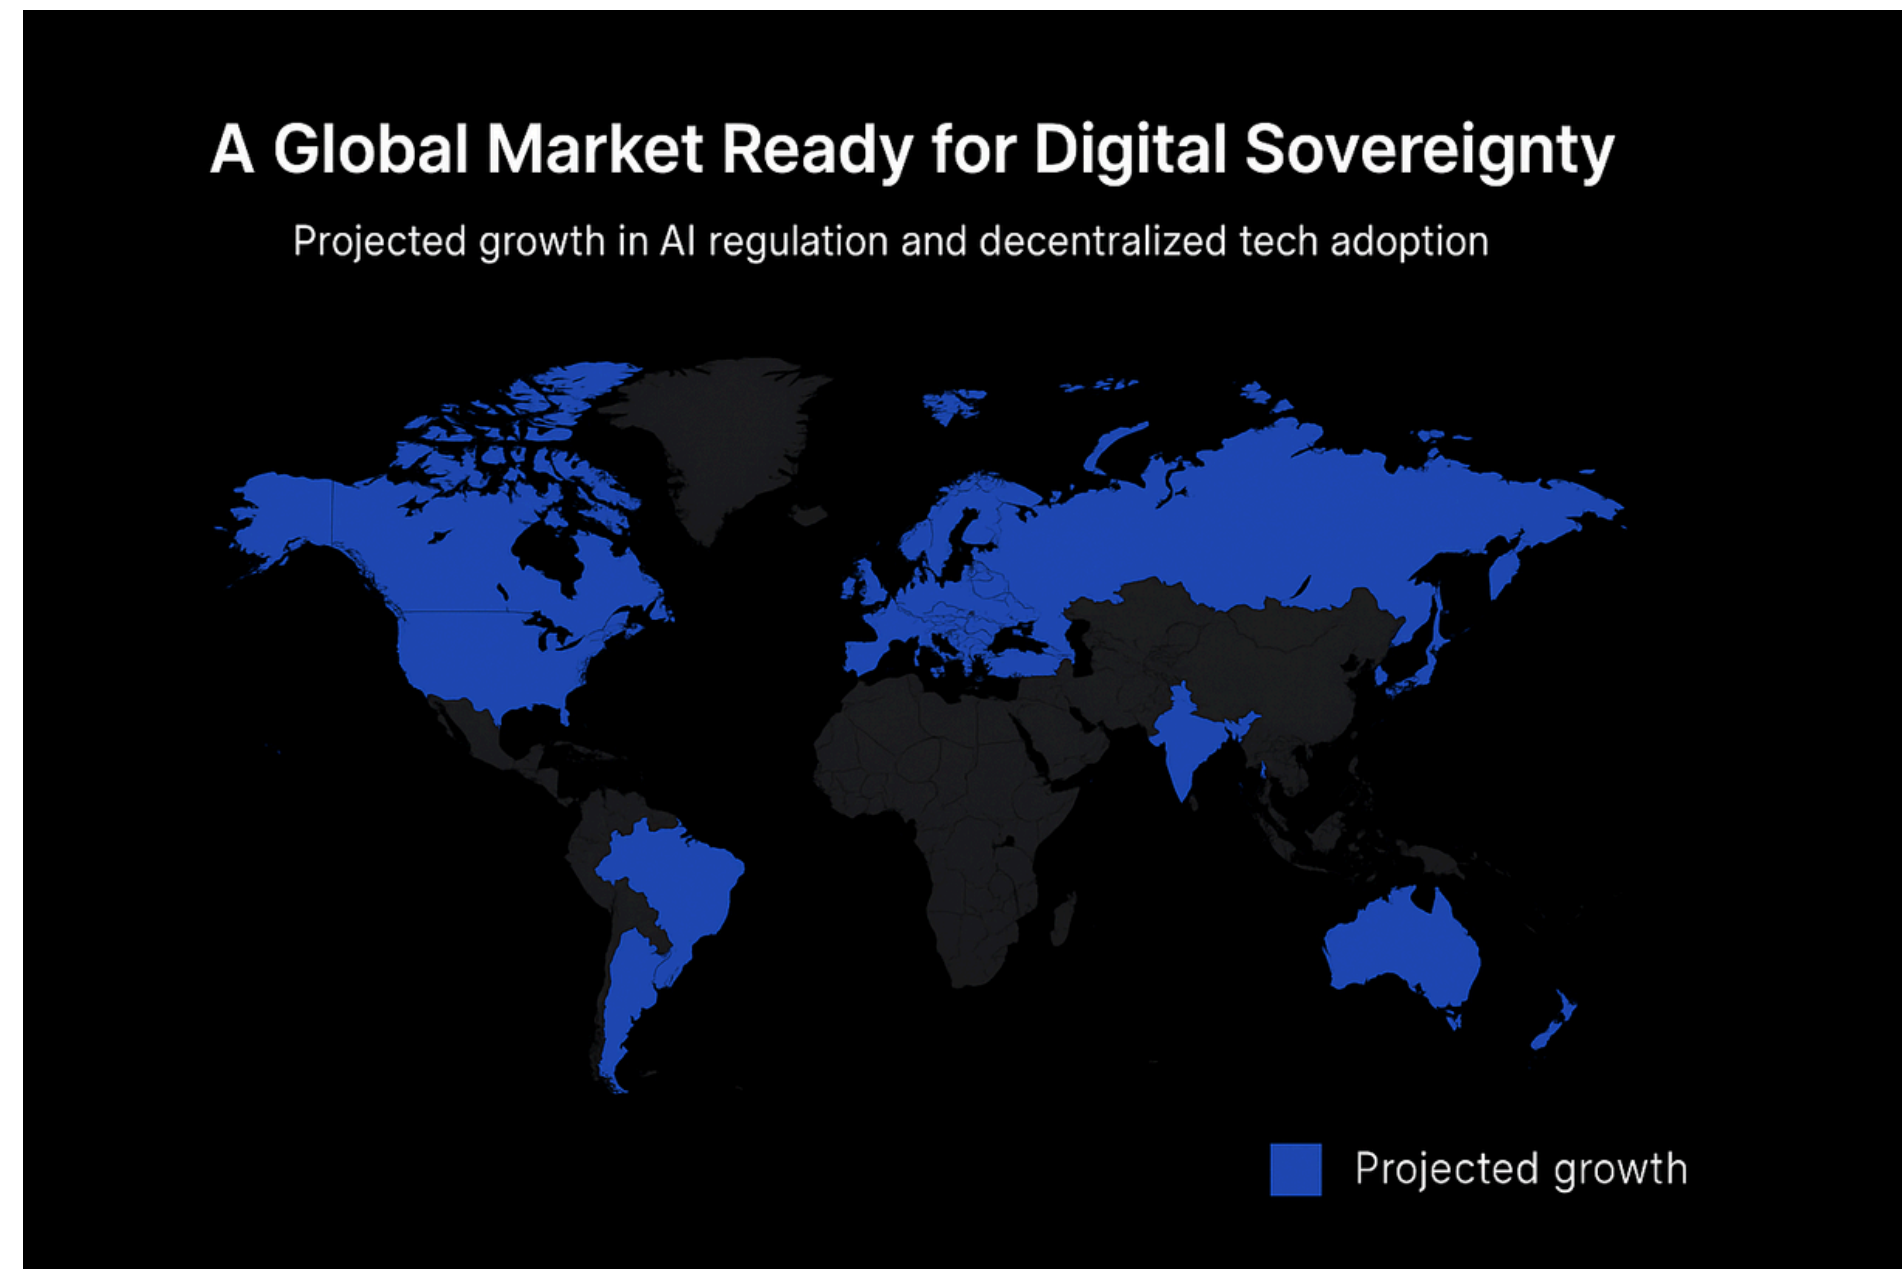 A Global Market Ready for Digital Sovereignty
Projected growth in AI regulation and decentralized tech adoption
Projected growth